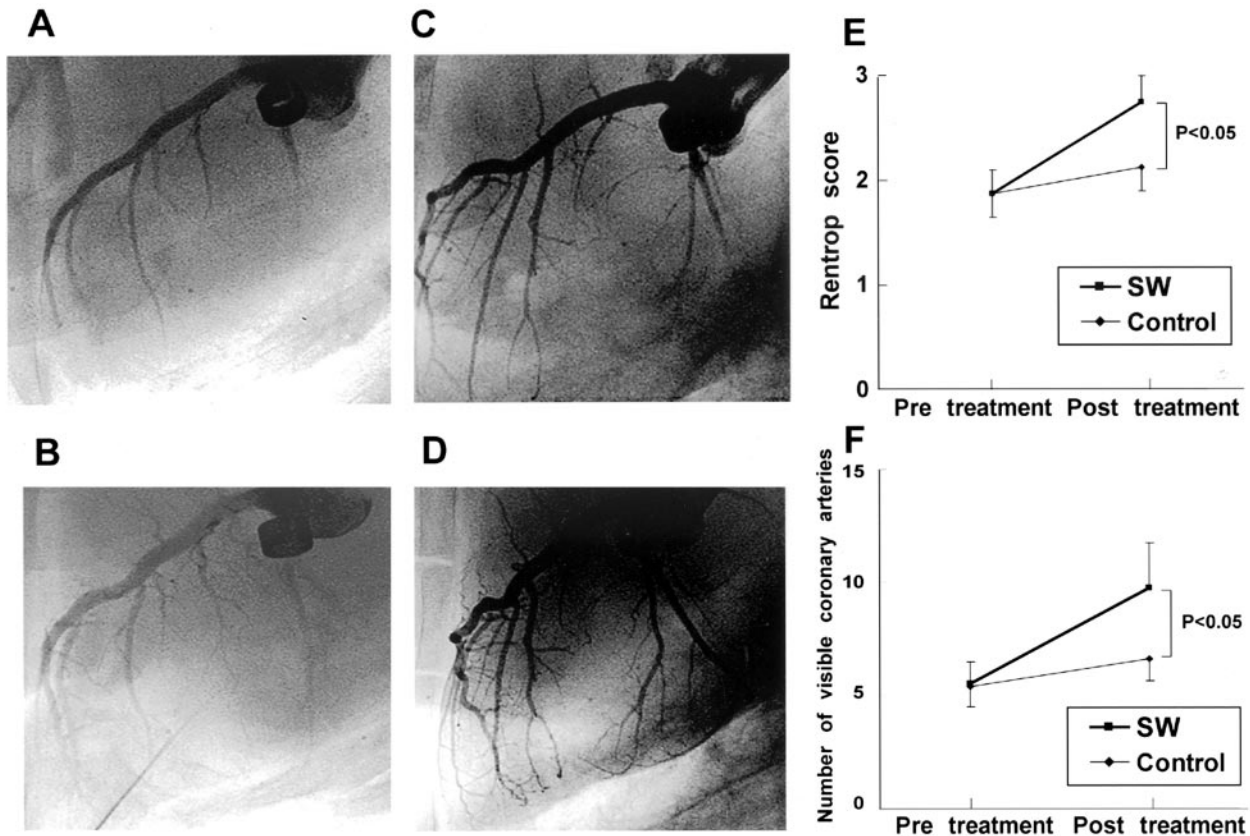 A
C
B
D
E
Rentrop score
3
2
1
0
P<0.05
SW
Control
Pre treatment Post treatment
F
Number of visible coronary arteries
15
10
5
0
P<0.05
SW
Control
Pre treatment Post treatment